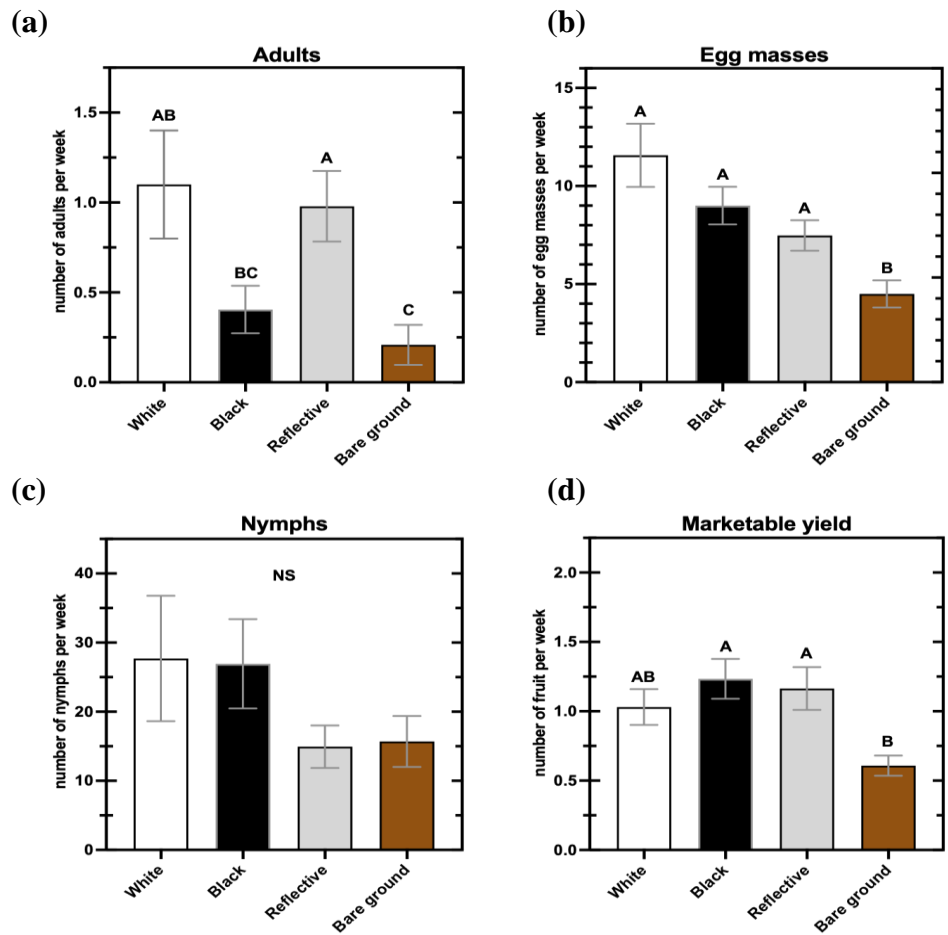 (a)
Adults
number of adults per week
1.5
1.0
0.5
0.0
AB
BC
A
C
White
Black
Reflective
Bare ground
(b)
Egg masses
number of egg masses per week
15
10
5
0
A
A
A
B
White
Black
Reflective
Bare ground
(c)
Nymphs
number of nymphs per week
40
30
20
10
0
NS
White
Black
Reflective
Bare ground
(d)
Marketable yield
number of fruit per week
2.0
1.5
1.0
0.5
0.0
AB
A
A
B
White
Black
Reflective
Bare ground